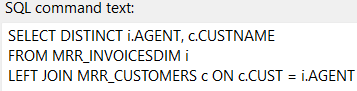 SQL command text:
SELECT DISTINCT i.AGENT, c.CUSTNAME
FROM MRR_INVOICESDIM i
LEFT JOIN MRR_CUSTOMERS c ON c.CUST = i.AGENT